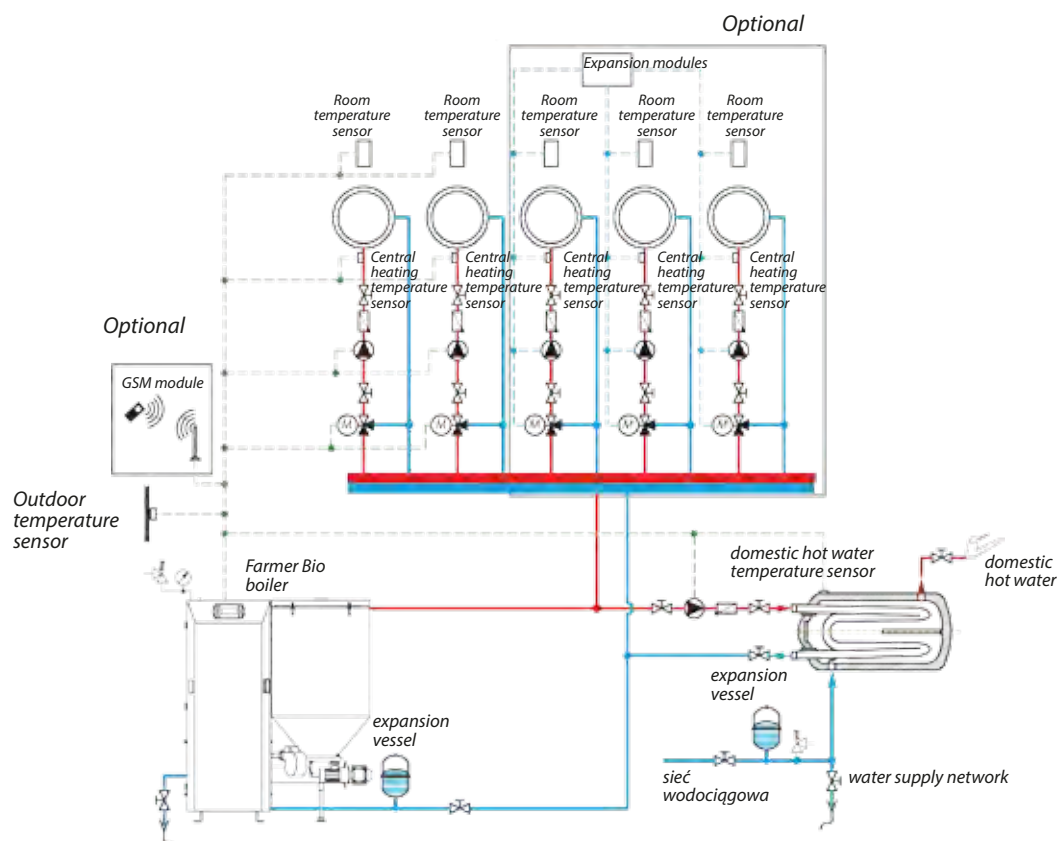 Optional
Expansion modules
Room
temperature
sensor
Room
temperature
sensor
Room
temperature
sensor
Room
temperature
sensor
Room
temperature
sensor
Central
heating
temperature
sensor
Central
heating
temperature
sensor
Central
heating
temperature
sensor
Central
heating
temperature
sensor
Central
heating
temperature
sensor
Optional
GSM module
M
M
M
M
M
Outdoor
temperature
sensor
Farmer Bio
boiler
domestic hot water
temperature sensor
domestic
hot water
expansion
vessel
expansion
vessel
sieć
wodociągowa
water supply network